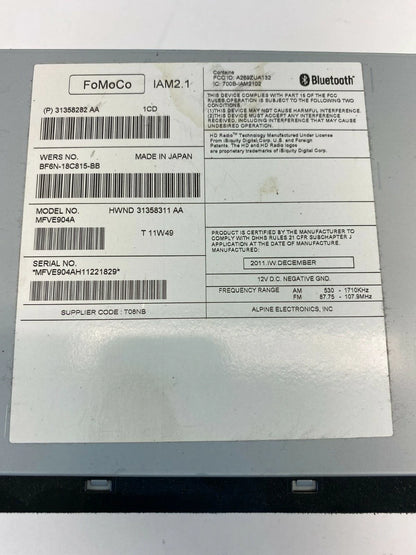 FoMoCo IAM2.1
(P) 31358282 AA 1CD
WERS NO. MADE IN JAPAN
BF6N-18C815-BB
MODEL NO. HWND 31358311 AA
MFVE904A
T 11W49
SERIAL NO.
*MFVE904AH11221829*
SUPPLIER CODE : T06NB
Contains
FCC ID: A269ZUA132
IC: 700B-IAM2102
Bluetooth
THIS DEVICE COMPLIES WITH PART 15 OF THE FCC
RULES OPERATION IS SUBJECT TO THE FOLLOWING TWO
CONDITIONS.
(1)THIS DEVICE MAY NOT CAUSE HARMFUL INTERFERENCE.
(2)THIS DEVICE MUST ACCEPT ANY INTERFERENCE
RECEIVED, INCLUDING INTERFERENCE THAT MAY CAUSE
UNDESIRED OPERATION.
HD Radio™ Technology Manufactured Under License
From iBiquity Digital Corp. U.S. and Foreign
Patents. The HD and HD Radio logos
are proprietary trademarks of iBiquity Digital Corp.
PRODUCT IS CERTIFIED BY THE MANUFACTURER TO
COMPLY WITH DHHS RULES 21 CFR SUBCHAPTER J
APPLICATION AT THE DATE OF MANUFACTURE.
MANUFACTURED:
2011.IW.DECEMBER
12V D.C. NEGATIVE GND.
FREQUENCY RANGE AM 530 - 1710KHz
FM 87.75 - 107.9MHz
ALPINE ELECTRONICS, INC